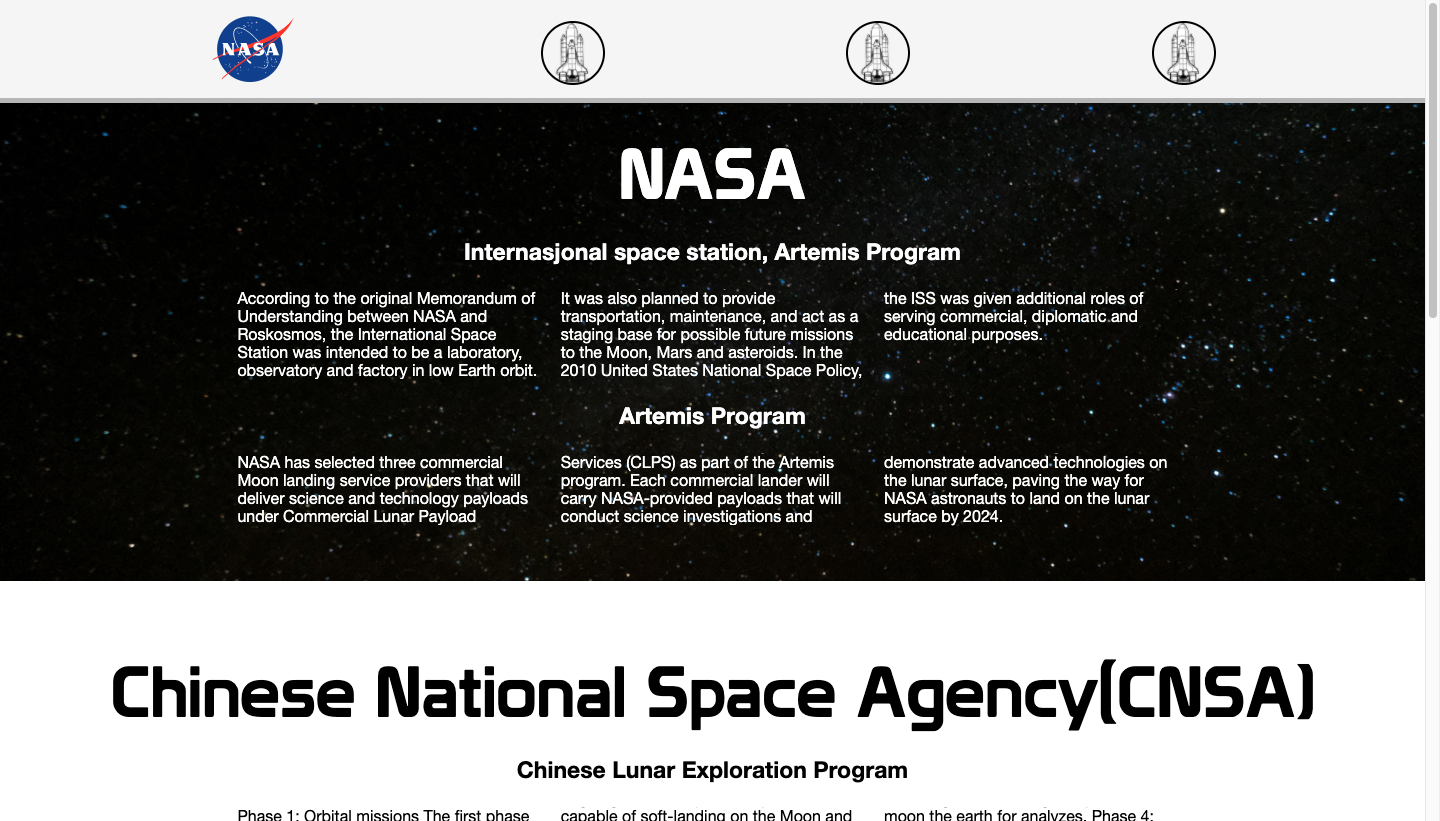 NASA
NASA
Internasjonal space station, Artemis Program
According to the original Memorandum of
Understanding between NASA and
Roskosmos, the International Space
Station was intended to be a laboratory,
observatory and factory in low Earth orbit.
It was also planned to provide
transportation, maintenance, and act as a
staging base for possible future missions
to the Moon, Mars and asteroids. In the
2010 United States National Space Policy,
the ISS was given additional roles of
serving commercial, diplomatic and
educational purposes.
Artemis Program
NASA has selected three commercial
Moon landing service providers that will
deliver science and technology payloads
under Commercial Lunar Payload
Services (CLPS) as part of the Artemis
program. Each commercial lander will
carry NASA-provided payloads that will
conduct science investigations and
demonstrate advanced technologies on
the lunar surface, paving the way for
NASA astronauts to land on the lunar
surface by 2024.
Chinese National Space Agency(CNSA)
Chinese Lunar Exploration Program
Phase 1: Orbital missions The first phase
capable of soft-landing on the Moon and
moon the earth for analyzes. Phase 4: